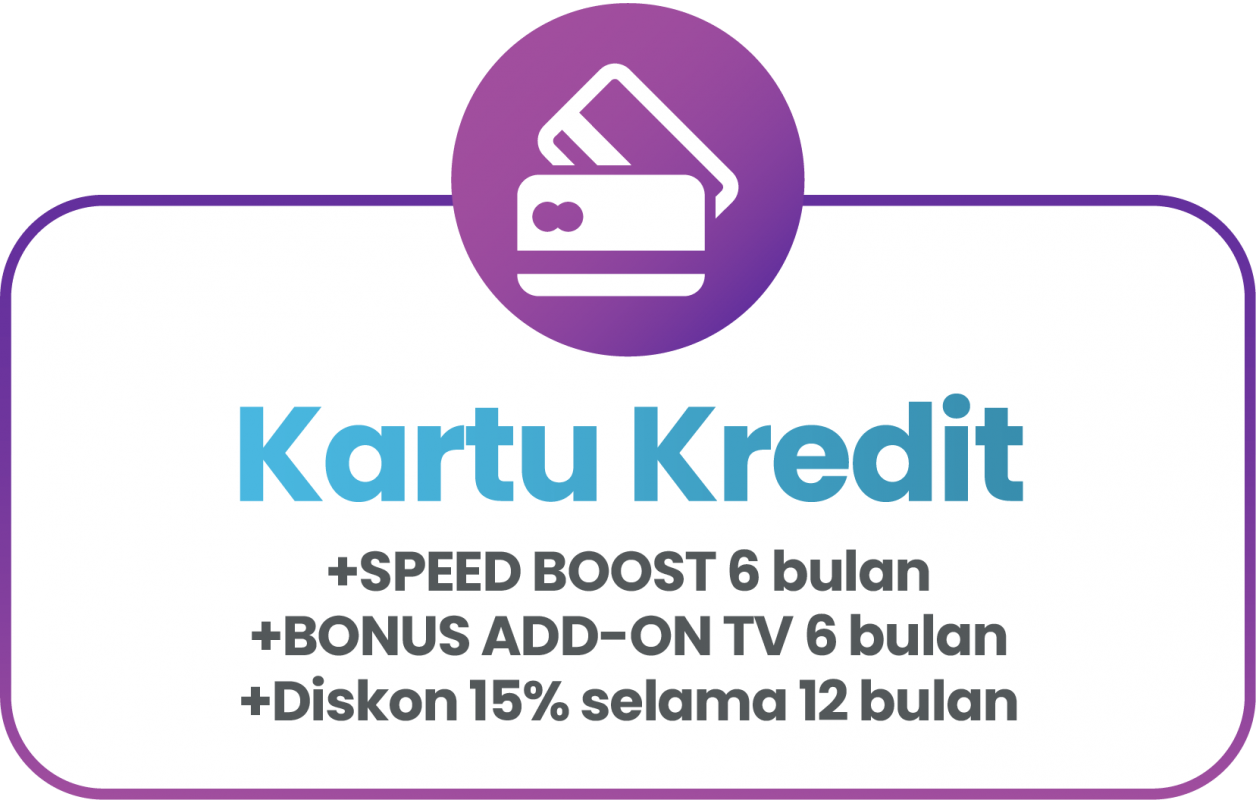 Kartu Kredit
+SPEED BOOST 6 bulan
+BONUS ADD-ON TV 6 bulan
+Diskon 15% selama 12 bulan